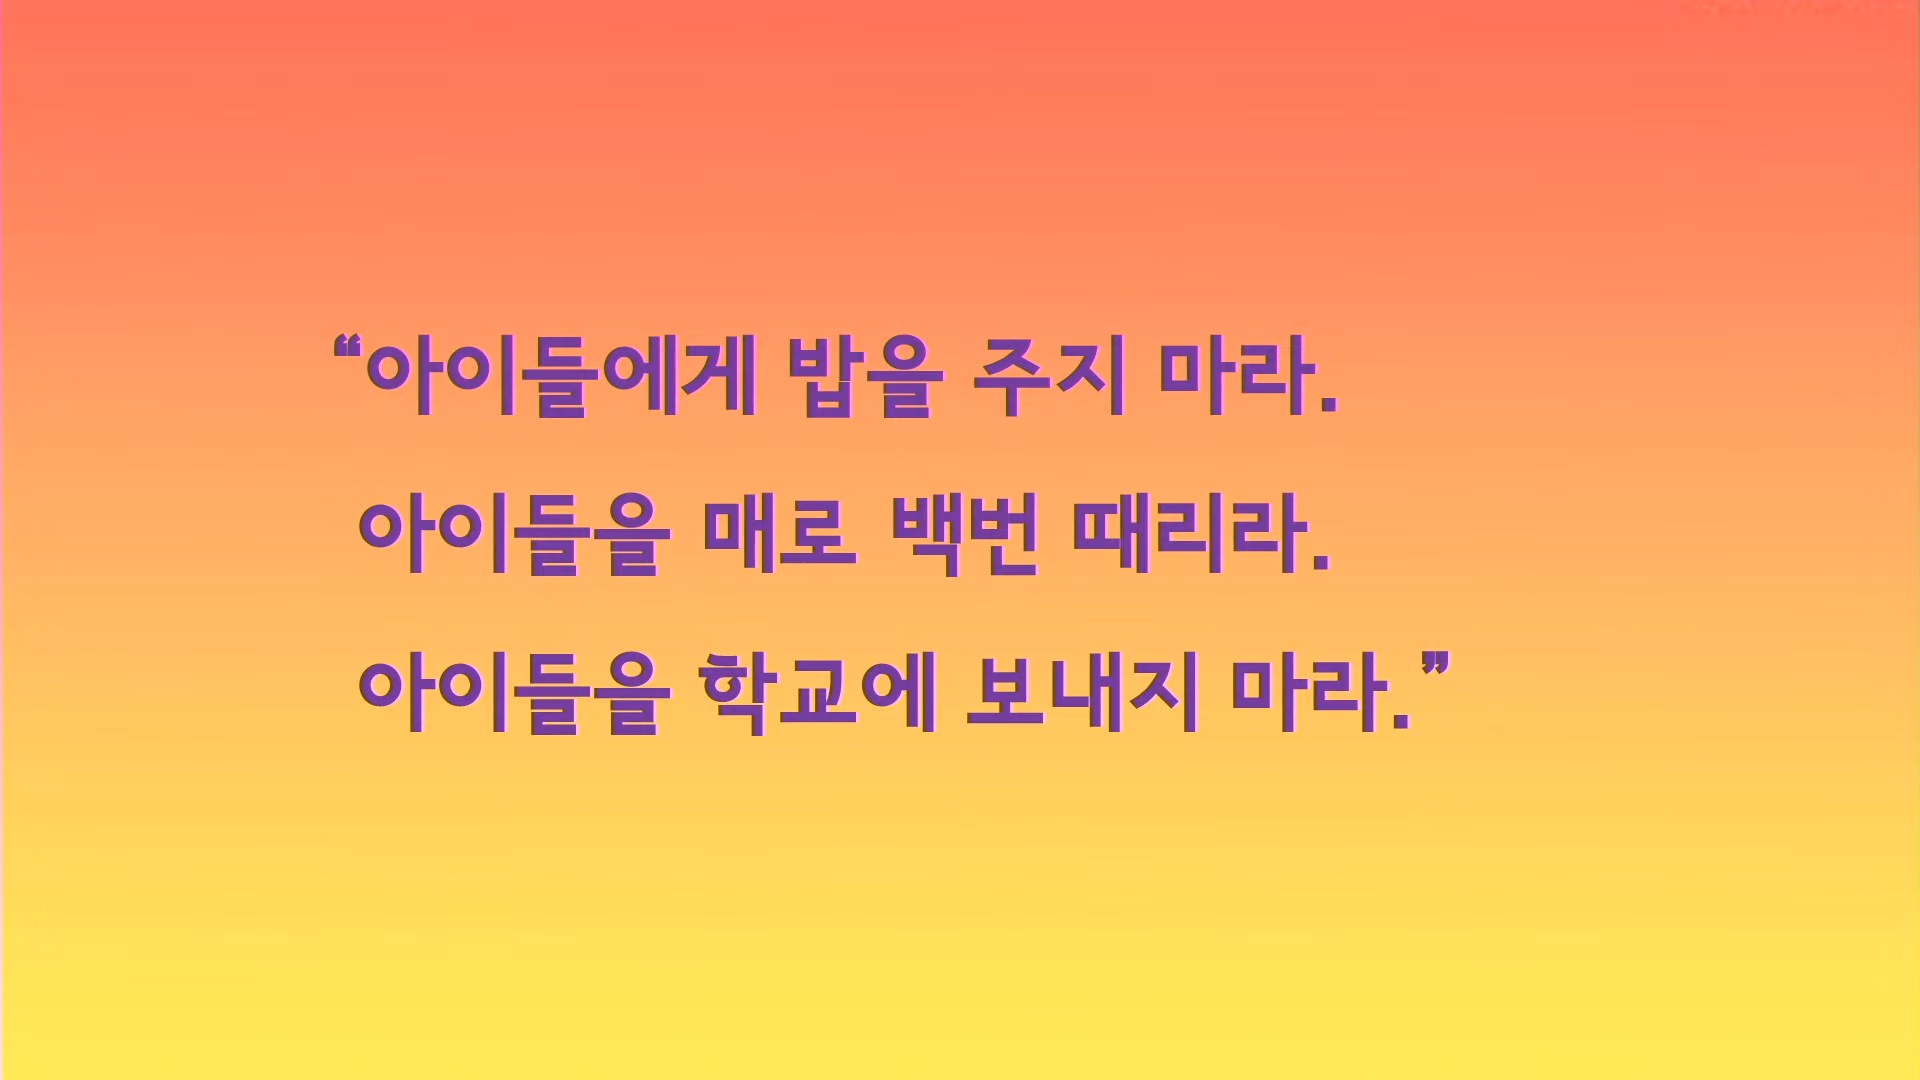 “아이들에게 밥을 주지 마라.
아이들을 매로 백번 때리라.
아이들을 학교에 보내지 마라.”